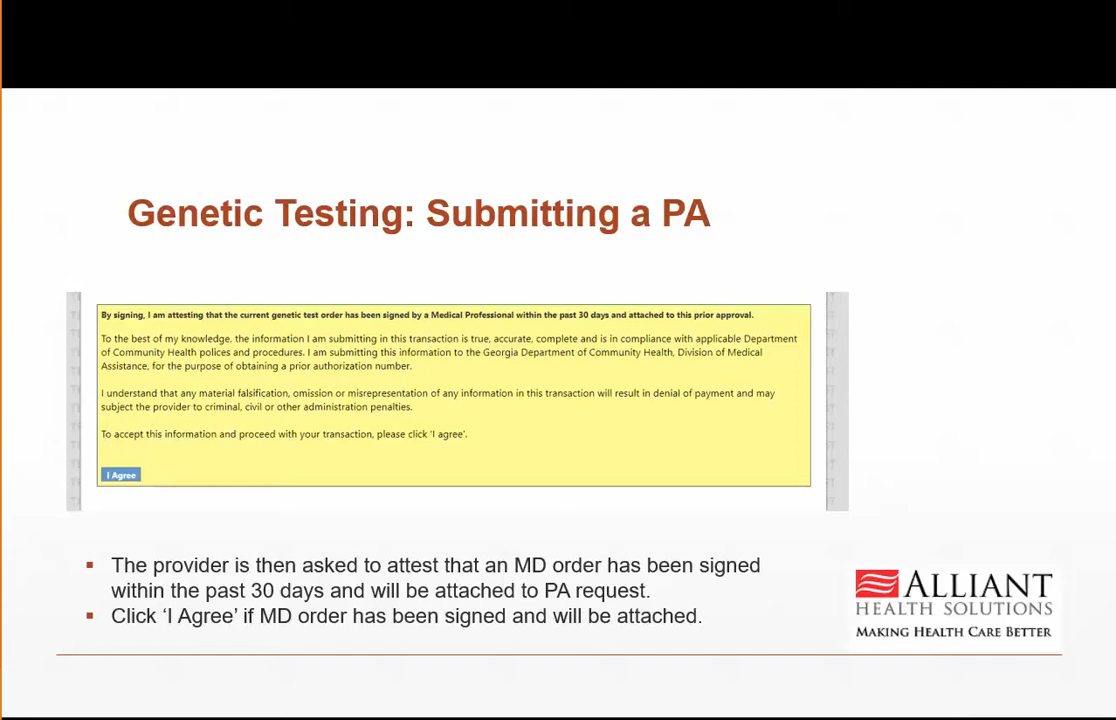 Genetic Testing: Submitting a PA
By signing, I am attesting that the current genetic test order has been signed by a Medical Professional within the past 30 days and attached to this prior approval.
To the best of my knowledge, the information I am submitting in this transaction is true, accurate, complete and is in compliance with applicable Department
of Community Health polices and procedures. I am submitting this information to the Georgia Department of Community Health, Division of Medical
Assistance, for the purpose of obtaining a prior authorization number.
I understand that any material falsification, omission or misrepresentation of any information in this transaction will result in denial of payment and may
subject the provider to criminal, civil or other administration penalties.
To accept this information and proceed with your transaction, please click 'I agree'.
I Agree
▪ The provider is then asked to attest that an MD order has been signed
within the past 30 days and will be attached to PA request.
▪ Click ‘I Agree’ if MD order has been signed and will be attached.
ALLIANT
HEALTH SOLUTIONS
MAKING HEALTH CARE BETTER